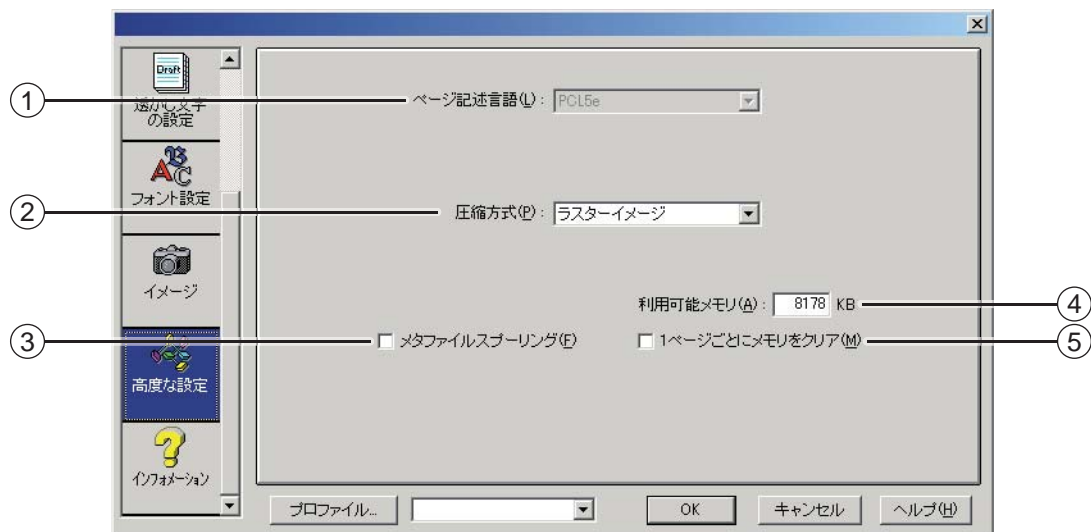 Draft
透かし文字
の設定
フォント設定
イメージ
高度な設定
インフォメーション
① ページ記述言語(L): PCL5e
② 圧縮方式(P): ラスターイメージ
利用可能メモリ(A): 8178 KB ④
③ メタファイルスプーリング(F) 1ページごとにメモリをクリア(M) ⑤
プロファイル... OK キャンセル ヘルプ(H)